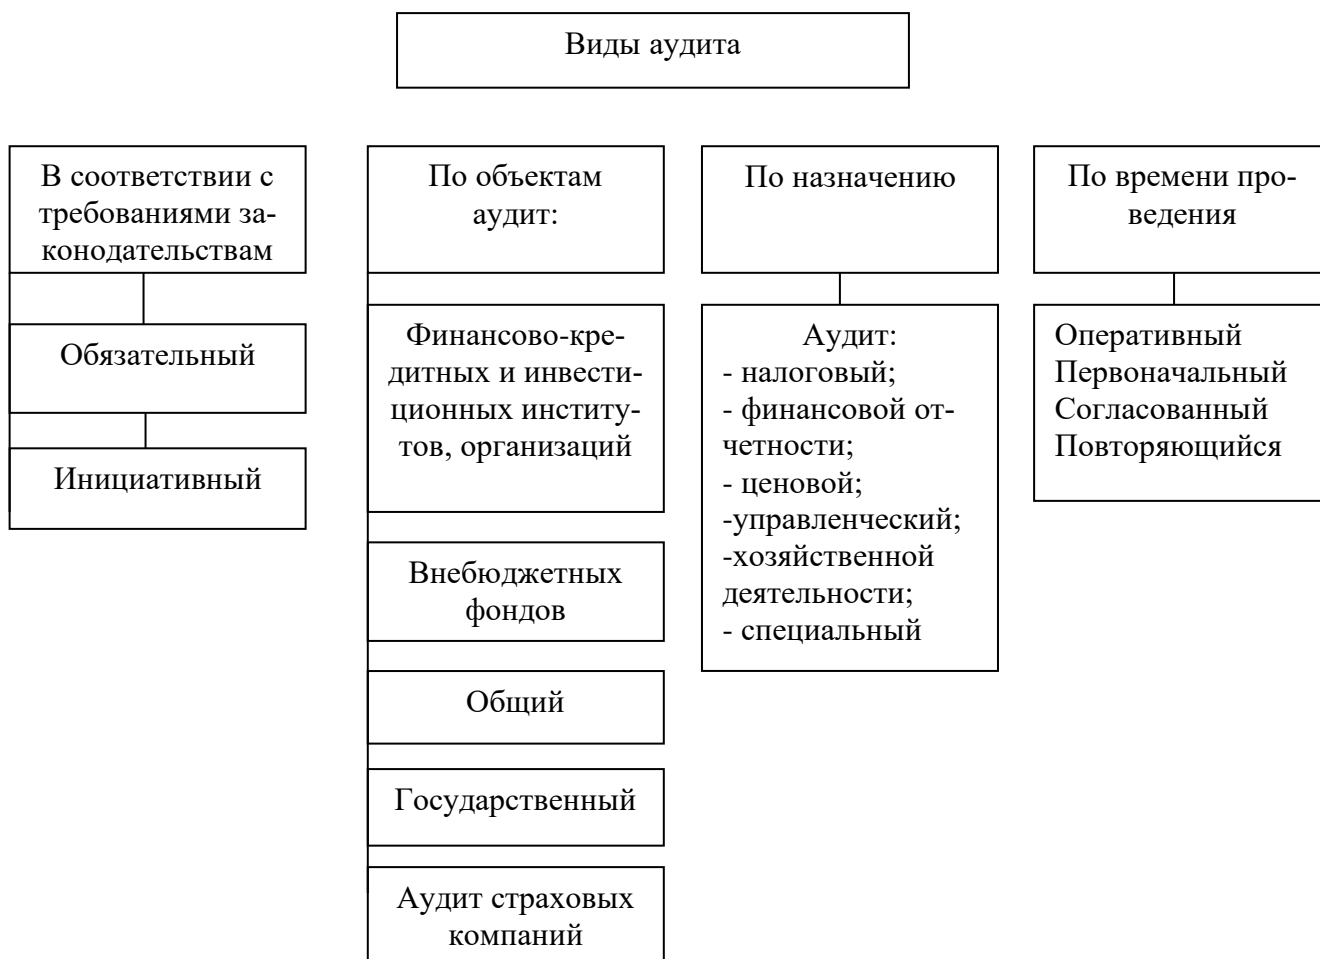 Виды аудита
В соответствии с
требованиями за-
конодательствам
Обязательный
Инициативный
По объектам
аудит:
Финансово-кре-
дитных и инвести-
ционных институ-
тов, организаций
Внебюджетных
фондов
Общий
Государственный
Аудит страховых
компаний
По назначению
Аудит:
- налоговый;
- финансовой от-
четности;
- ценовой;
-управленческий;
-хозяйственной
деятельности;
- специальный
По времени про-
ведения
Оперативный
Первоначальный
Согласованный
Повторяющийся